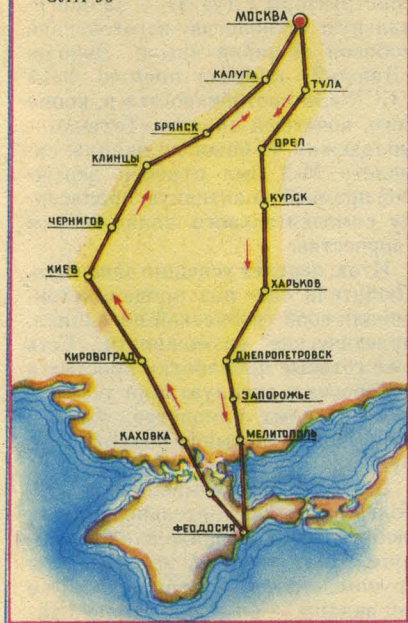 МОСКВА
КАЛУГА
ТУЛА
БРЯНСК
ОРЕЛ
КЛИНЦЫ
КУРСК
ЧЕРНИГОВ
КИЕВ
ХАРЬКОВ
КИРОВОГРАД
ДНЕПРОПЕТРОВСК
ЗАПОРОЖЬЕ
КАХОВКА
МЕЛИТОПОЛЬ
ФЕОДОСИЯ